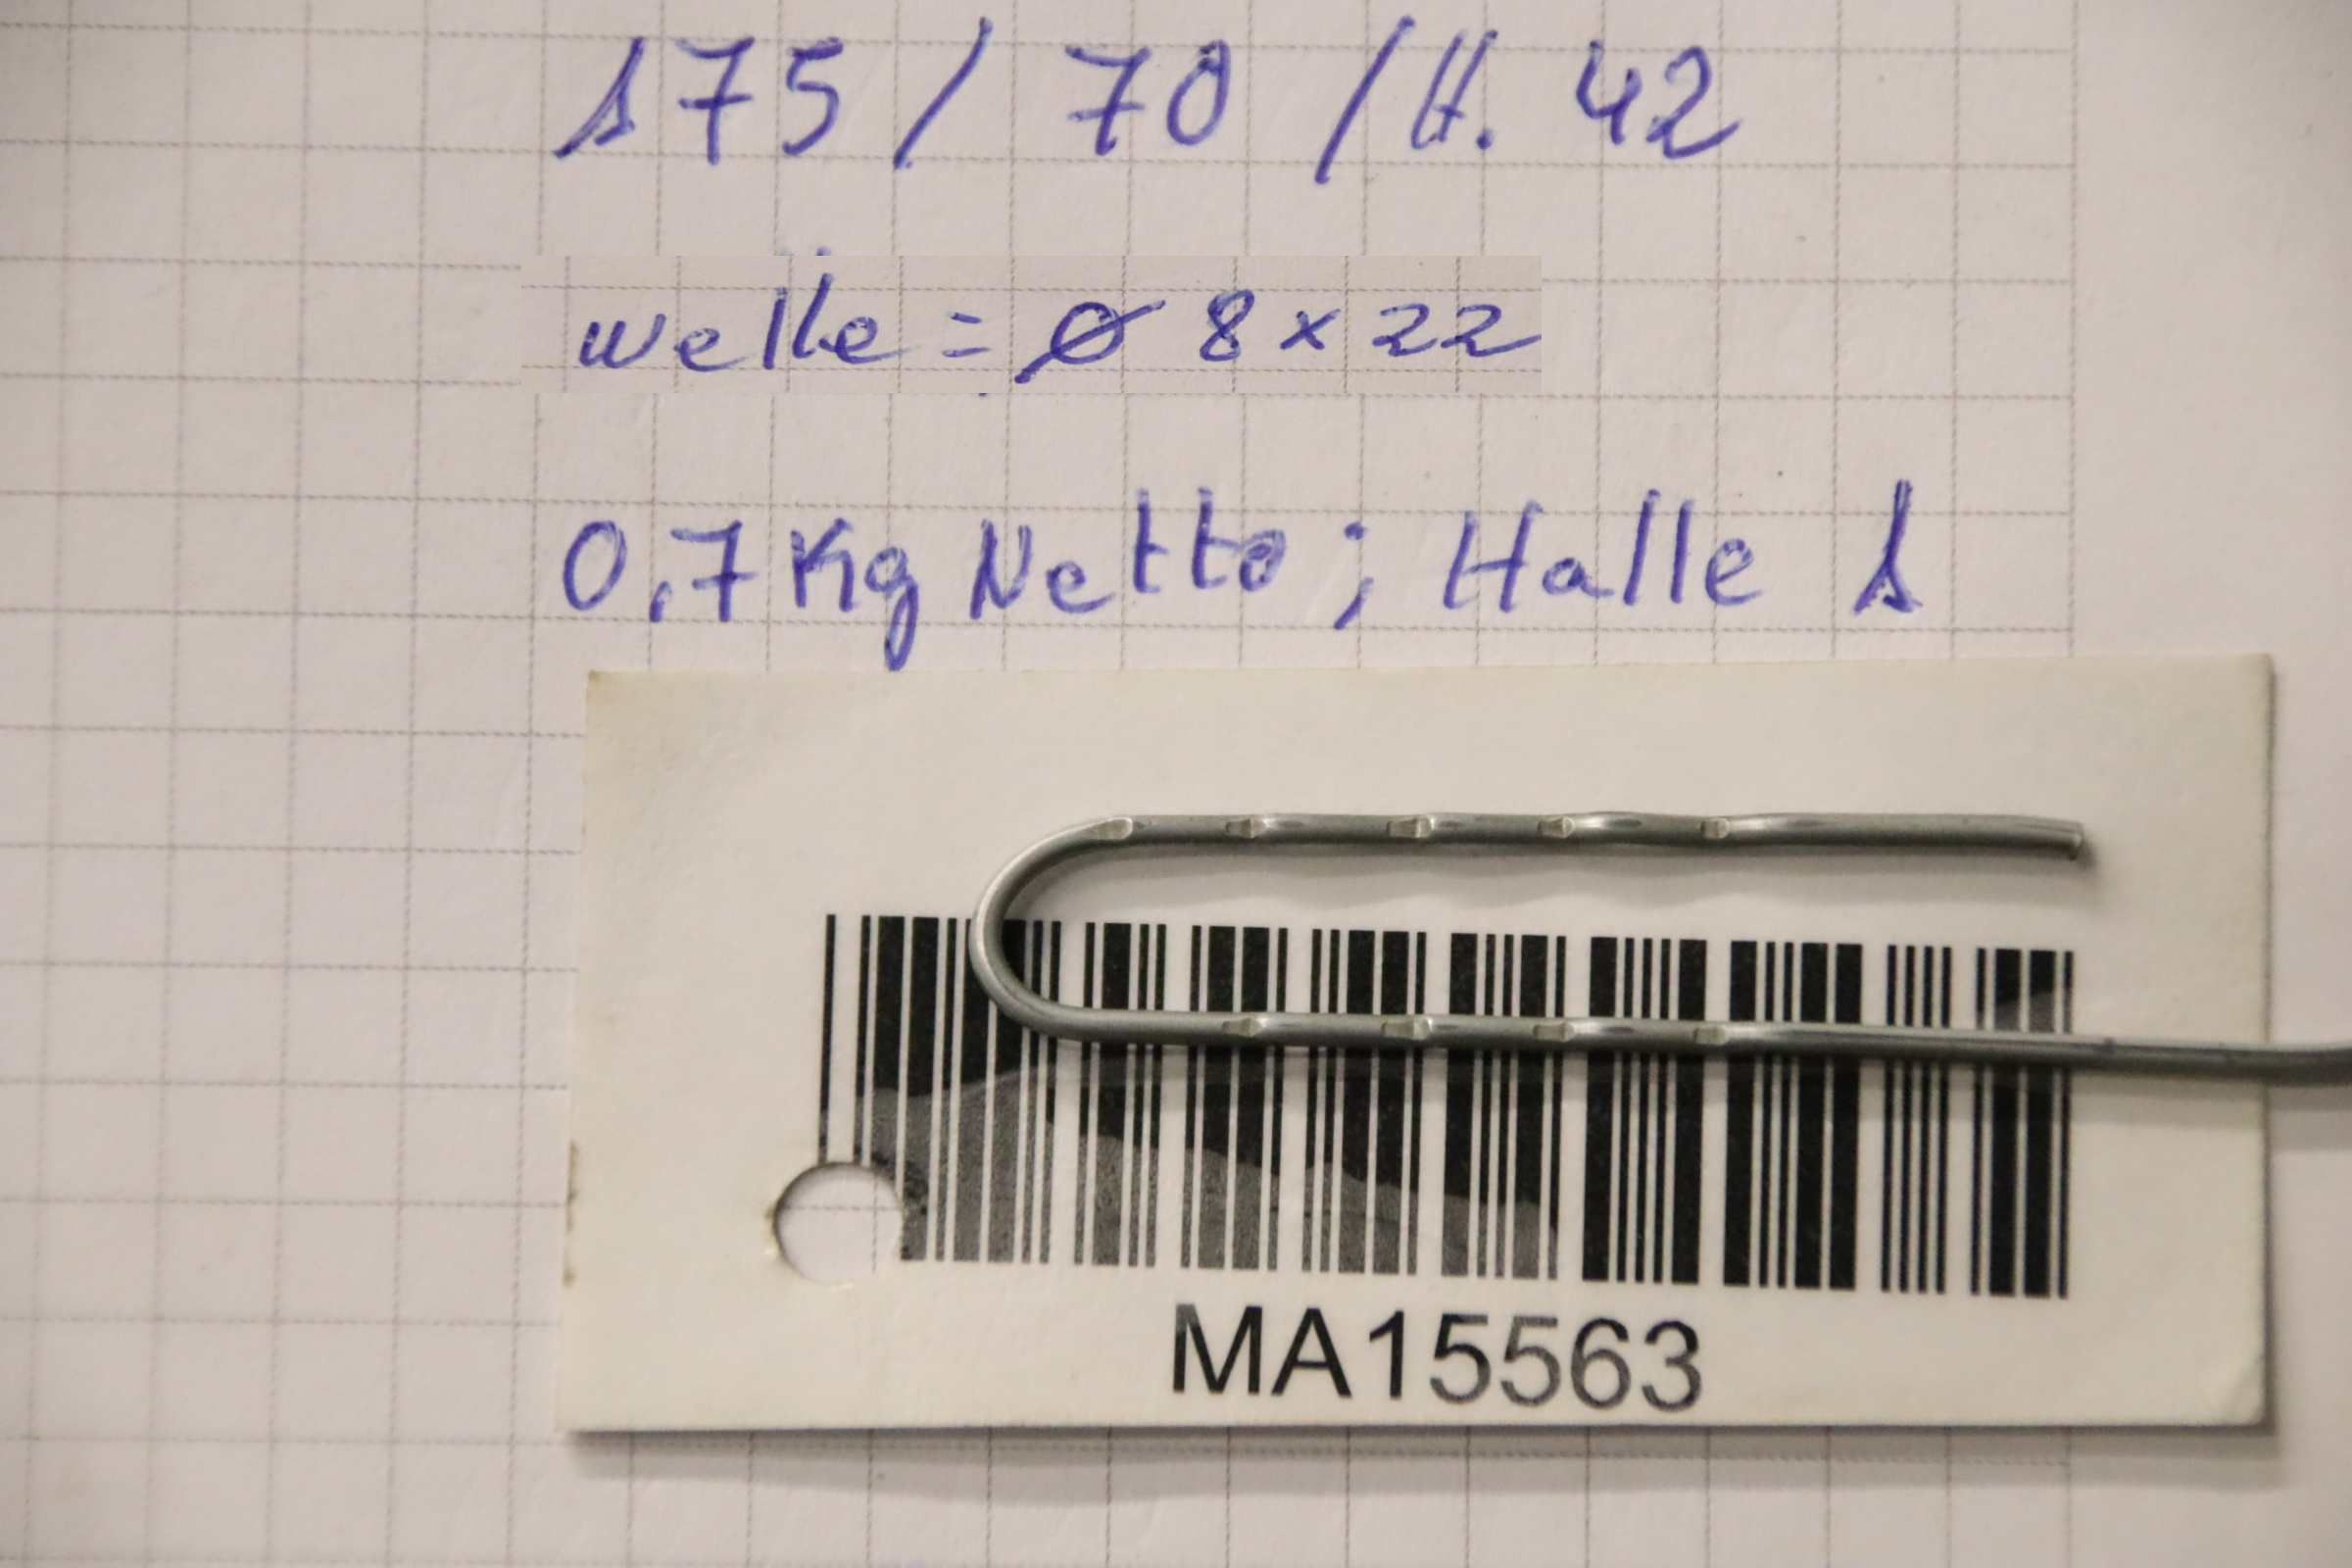 175 / 70 / H. 42
welle = Ø 8 x 22
0,7 Kg Netto ; Halle 1
MA15563